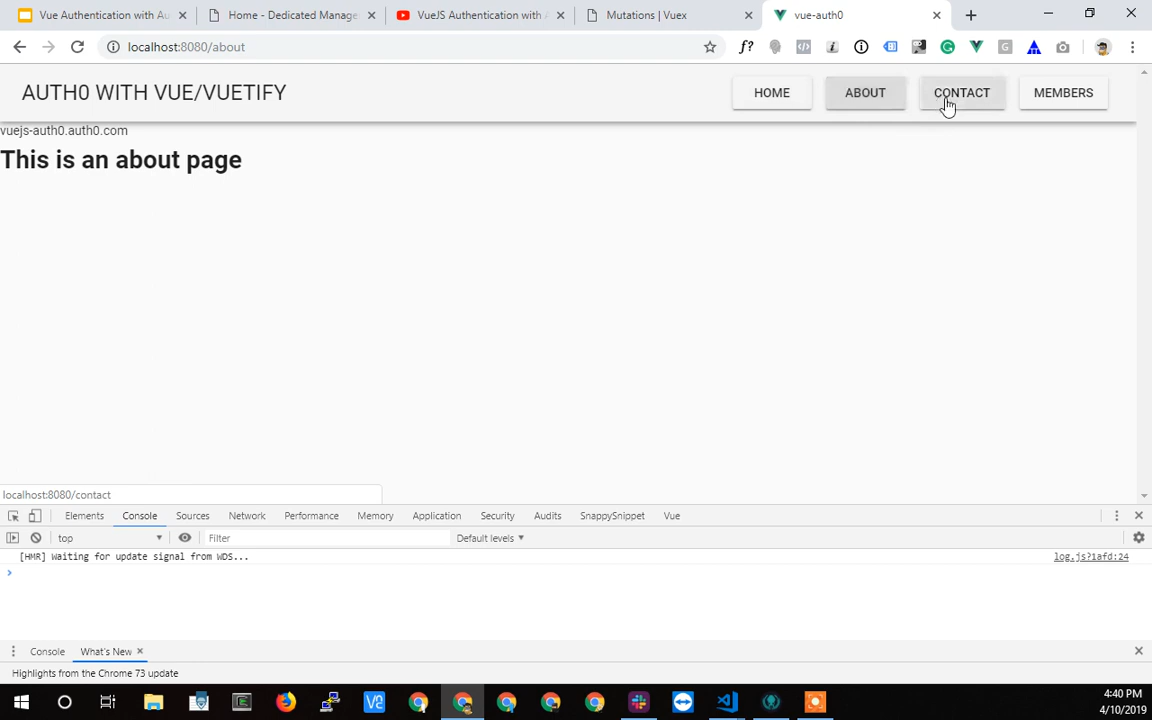 Vue Authentication with Au
Home - Dedicated Manage
VueJS Authentication with A
Mutations | Vuex
vue-auth0
localhost:8080/about
AUTH0 WITH VUE/VUETIFY
HOME
ABOUT
CONTACT
MEMBERS
vuejs-auth0.auth0.com
This is an about page
localhost:8080/contact
Elements
Console
Sources
Network
Performance
Memory
Application
Security
Audits
SnappySnippet
Vue
top
Filter
Default levels
[HMR] Waiting for update signal from WDS...
log.js?1afd:24
Console
What's New
Highlights from the Chrome 73 update
4:40 PM
4/10/2019